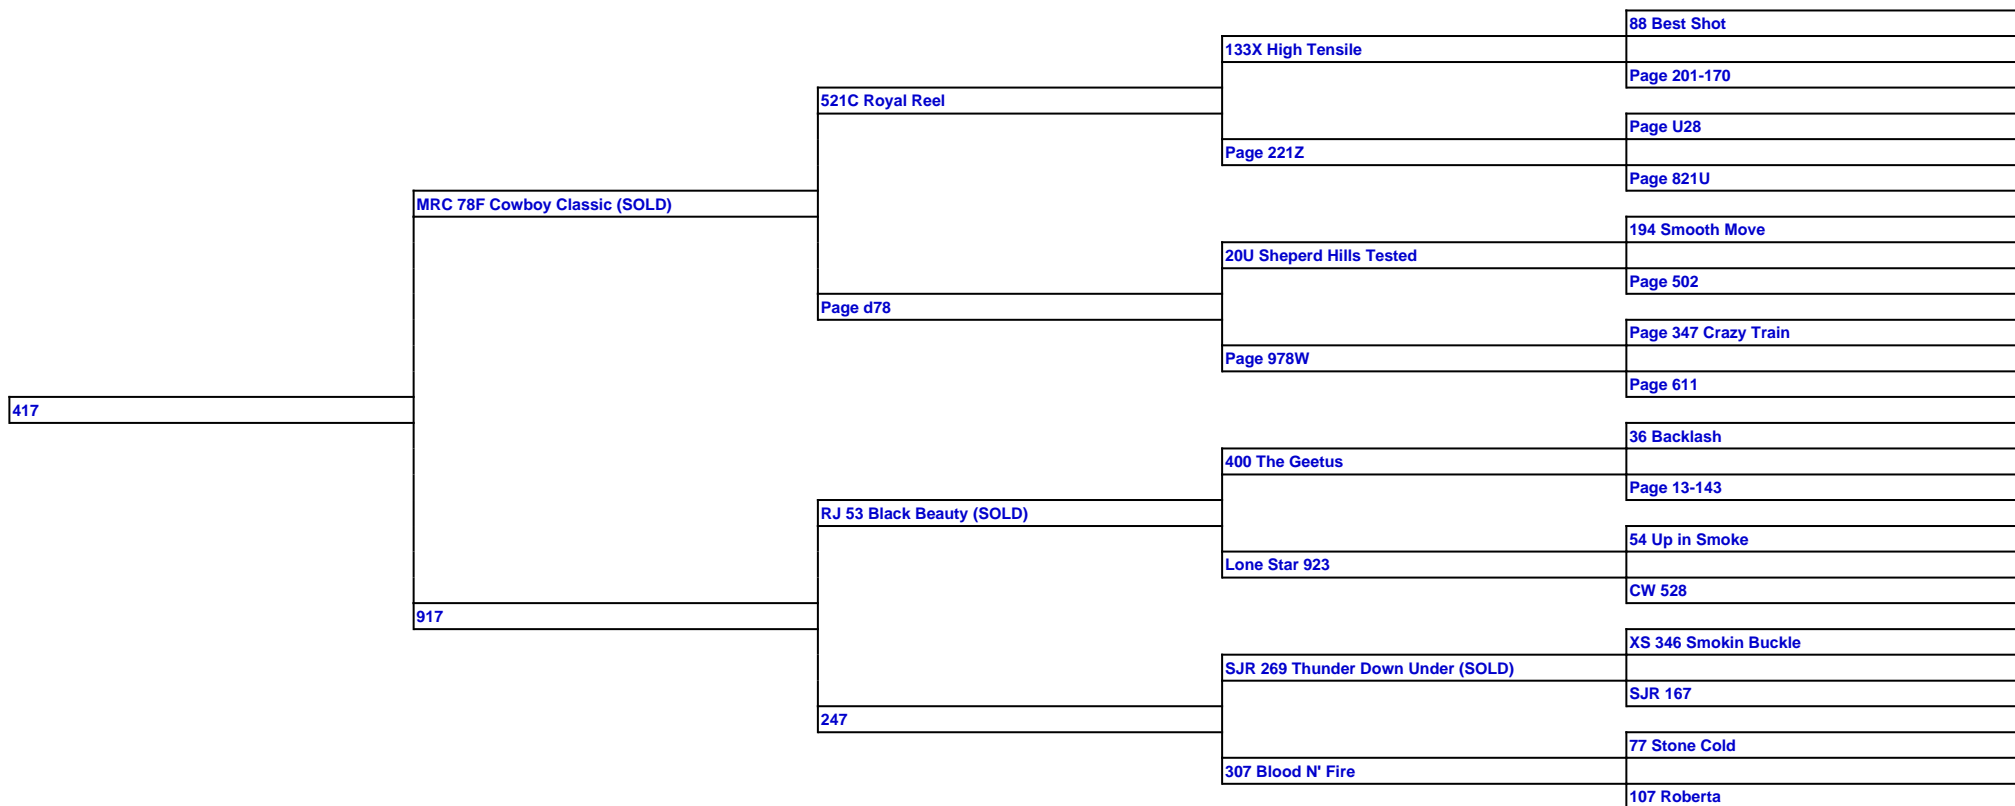 88 Best Shot
133X High Tensile
Page 201-170
521C Royal Reel
Page U28
Page 221Z
Page 821U
MRC 78F Cowboy Classic (SOLD)
194 Smooth Move
20U Sheperd Hills Tested
Page 502
Page d78
Page 347 Crazy Train
Page 978W
Page 611
417
36 Backlash
400 The Geetus
Page 13-143
RJ 53 Black Beauty (SOLD)
54 Up in Smoke
Lone Star 923
CW 528
917
XS 346 Smokin Buckle
SJR 269 Thunder Down Under (SOLD)
SJR 167
247
77 Stone Cold
307 Blood N' Fire
107 Roberta